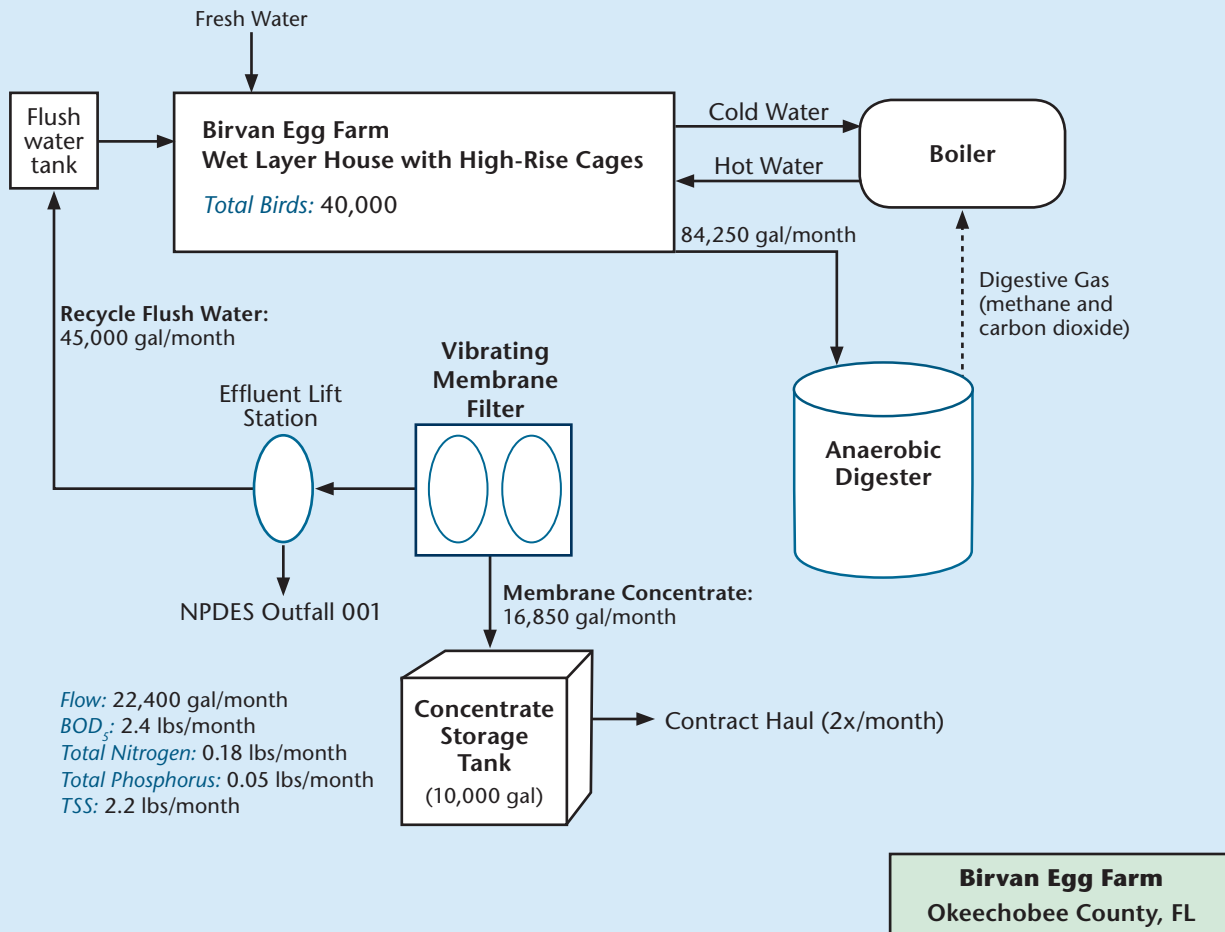 Fresh Water
Flush
water
tank
Birvan Egg Farm
Wet Layer House with High-Rise Cages
Total Birds: 40,000
Cold Water
Hot Water
Boiler
84,250 gal/month
Digestive Gas
(methane and
carbon dioxide)
Recycle Flush Water:
45,000 gal/month
Vibrating
Membrane
Filter
Effluent Lift
Station
Anaerobic
Digester
NPDES Outfall 001
Membrane Concentrate:
16,850 gal/month
Flow: 22,400 gal/month
BOD5: 2.4 lbs/month
Total Nitrogen: 0.18 lbs/month
Total Phosphorus: 0.05 lbs/month
TSS: 2.2 lbs/month
Concentrate
Storage
Tank
(10,000 gal)
Contract Haul (2x/month)
Birvan Egg Farm
Okeechobee County, FL